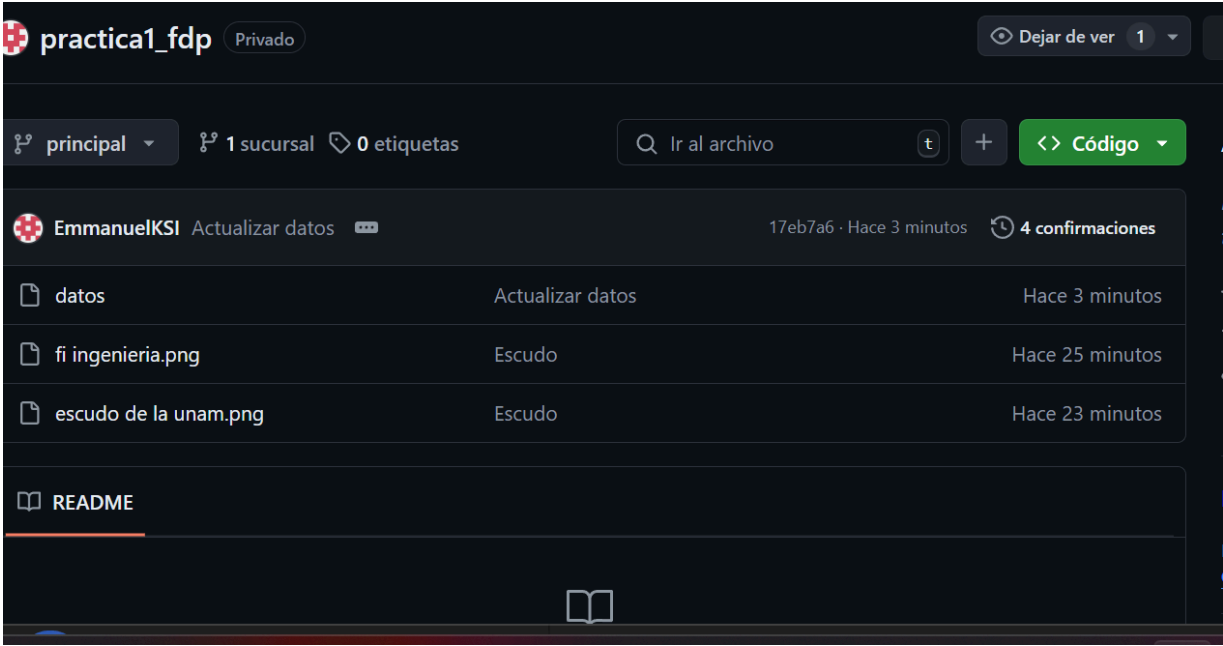 practica1_fdp Privado Dejar de ver 1
principal 1 sucursal 0 etiquetas Ir al archivo t + <> Código
EmmanuelKSI Actualizar datos 17eb7a6 · Hace 3 minutos 4 confirmaciones
datos Actualizar datos Hace 3 minutos
fi ingenieria.png Escudo Hace 25 minutos
escudo de la unam.png Escudo Hace 23 minutos
README